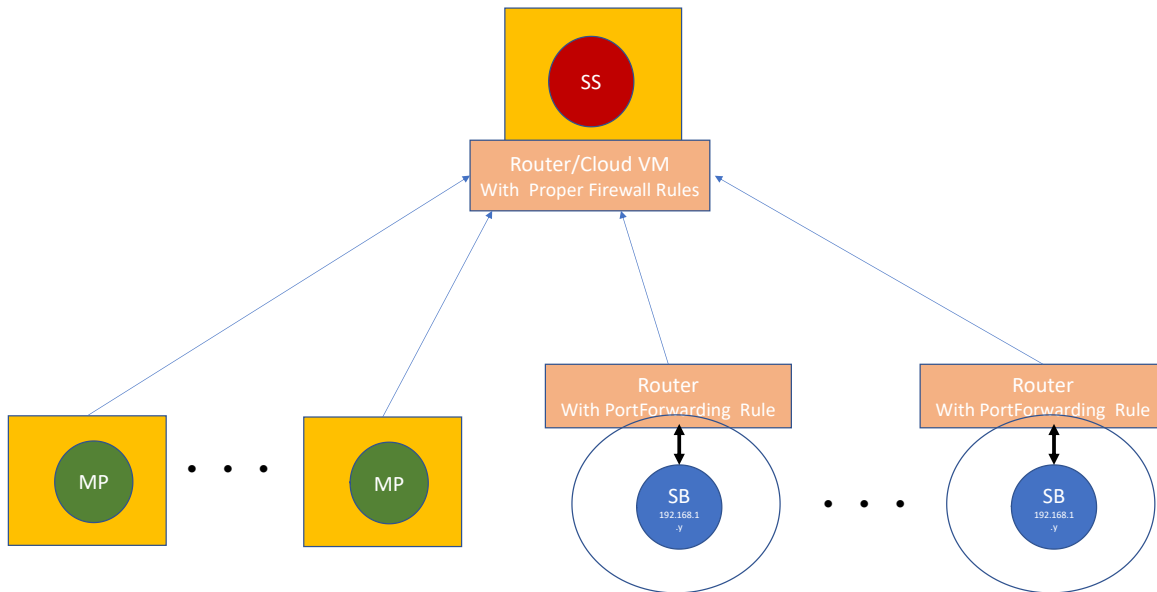 SS
Router/Cloud VM
With Proper Firewall Rules
Router
With PortForwarding Rule
Router
With PortForwarding Rule
MP
MP
SB
192.168.1
.y
SB
192.168.1
.y